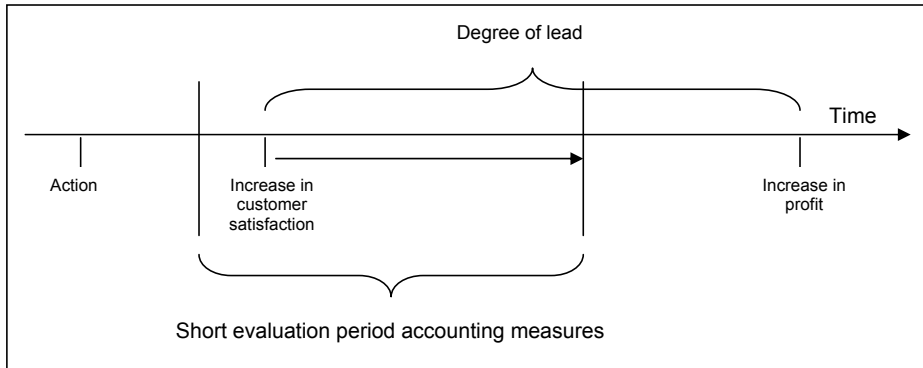 Degree of lead
Time
Action
Increase in
customer
satisfaction
Increase in
profit
Short evaluation period accounting measures